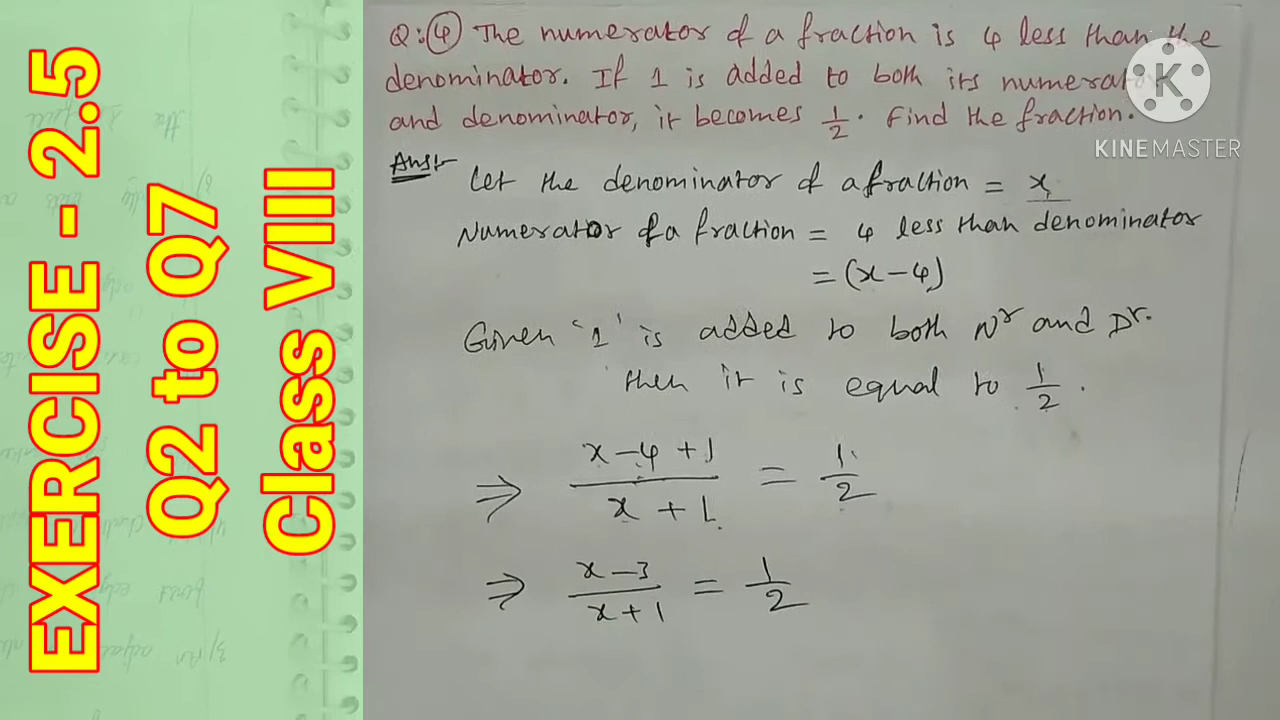 EXERCISE - 2.5
Q2 to Q7
Class VIII
Q:④ The numerator of a fraction is 4 less than the
denominator. If 1 is added to both its numerator
and denominator, it becomes 1/2. Find the fraction.
K
KINEMASTER
Ans:-
Let the denominator of a fraction = x
Numerator of a fraction = 4 less than denominator
= (x-4)
Given '1' is added to both Nr and Dr.
then it is equal to 1/2.
⇒ (x-4+1)/(x+1) = 1/2
⇒ (x-3)/(x+1) = 1/2